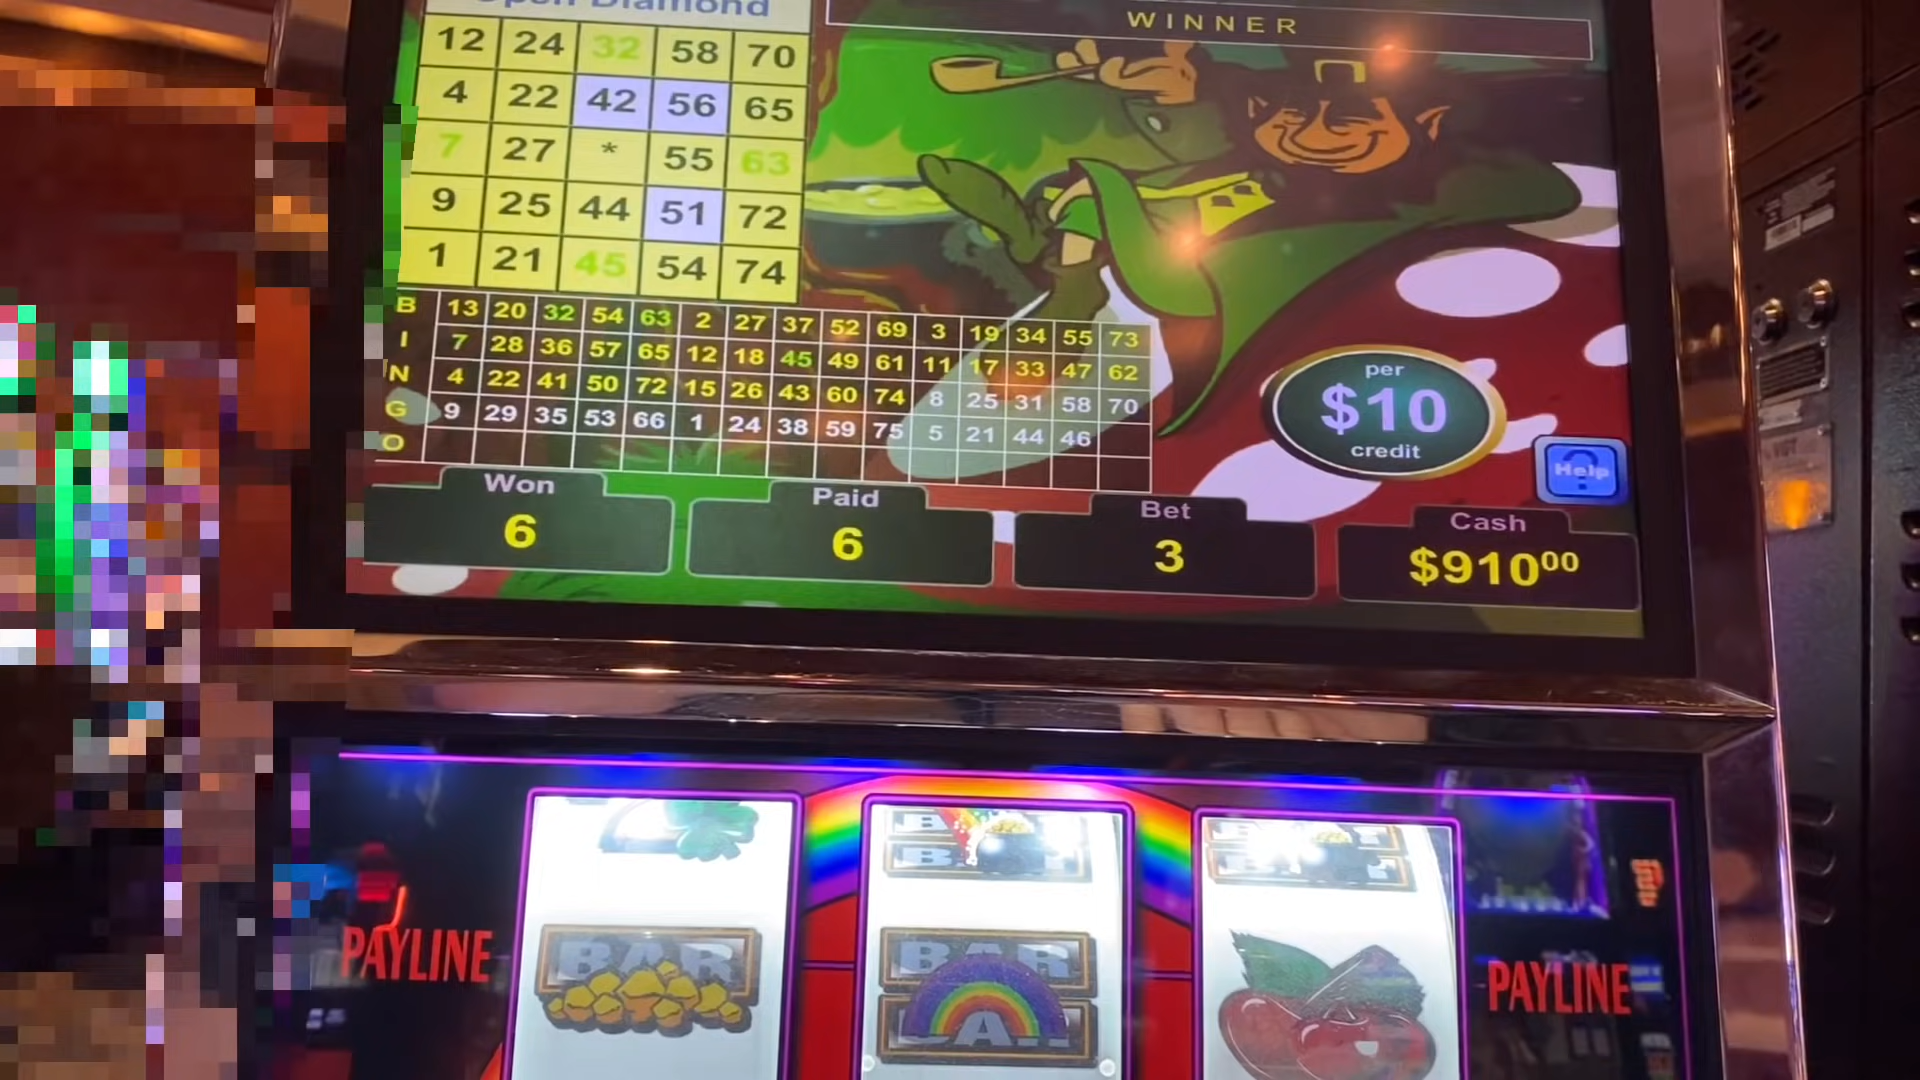 Open Diamond
12 24 32 58 70
4 22 42 56 65
7 27 * 55 63
9 25 44 51 72
1 21 45 54 74
WINNER
B 13 20 32 54 63 2 27 37 52 69 3 19 34 55 73
I 7 28 36 57 65 12 18 45 49 61 11 17 33 47 62
N 4 22 41 50 72 15 26 43 60 74 8 25 31 58 70
G 9 29 35 53 66 1 24 38 59 75 5 21 44 46
O
per
$10
credit
Help
Won
6
Paid
6
Bet
3
Cash
$910⁰⁰
PAYLINE
BAR
BAR
PAYLINE